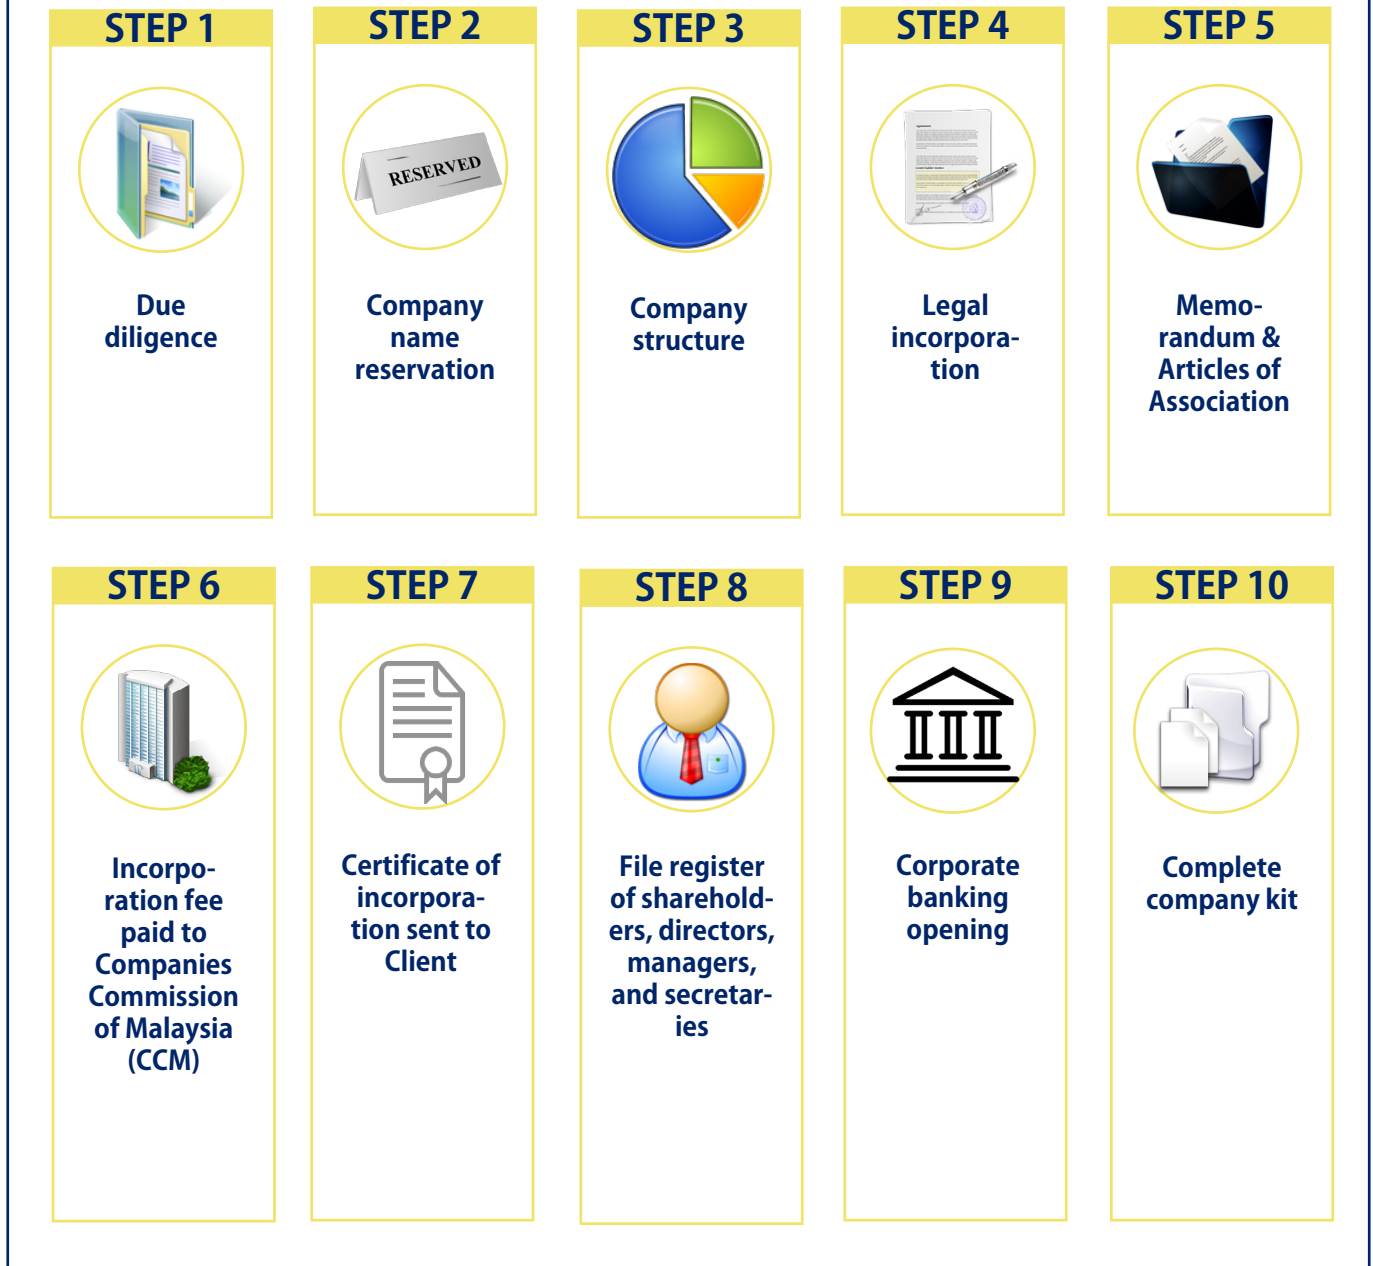 STEP 1
Due
diligence
STEP 2
RESERVED
Company
name
reservation
STEP 3
Company
structure
STEP 4
Legal
incorpora-
tion
STEP 5
Memo-
randum &
Articles of
Association
STEP 6
Incorpo-
ration fee
paid to
Companies
Commission
of Malaysia
(CCM)
STEP 7
Certificate of
incorpora-
tion sent to
Client
STEP 8
File register
of sharehold-
ers, directors,
managers,
and secretar-
ies
STEP 9
Corporate
banking
opening
STEP 10
Complete
company kit